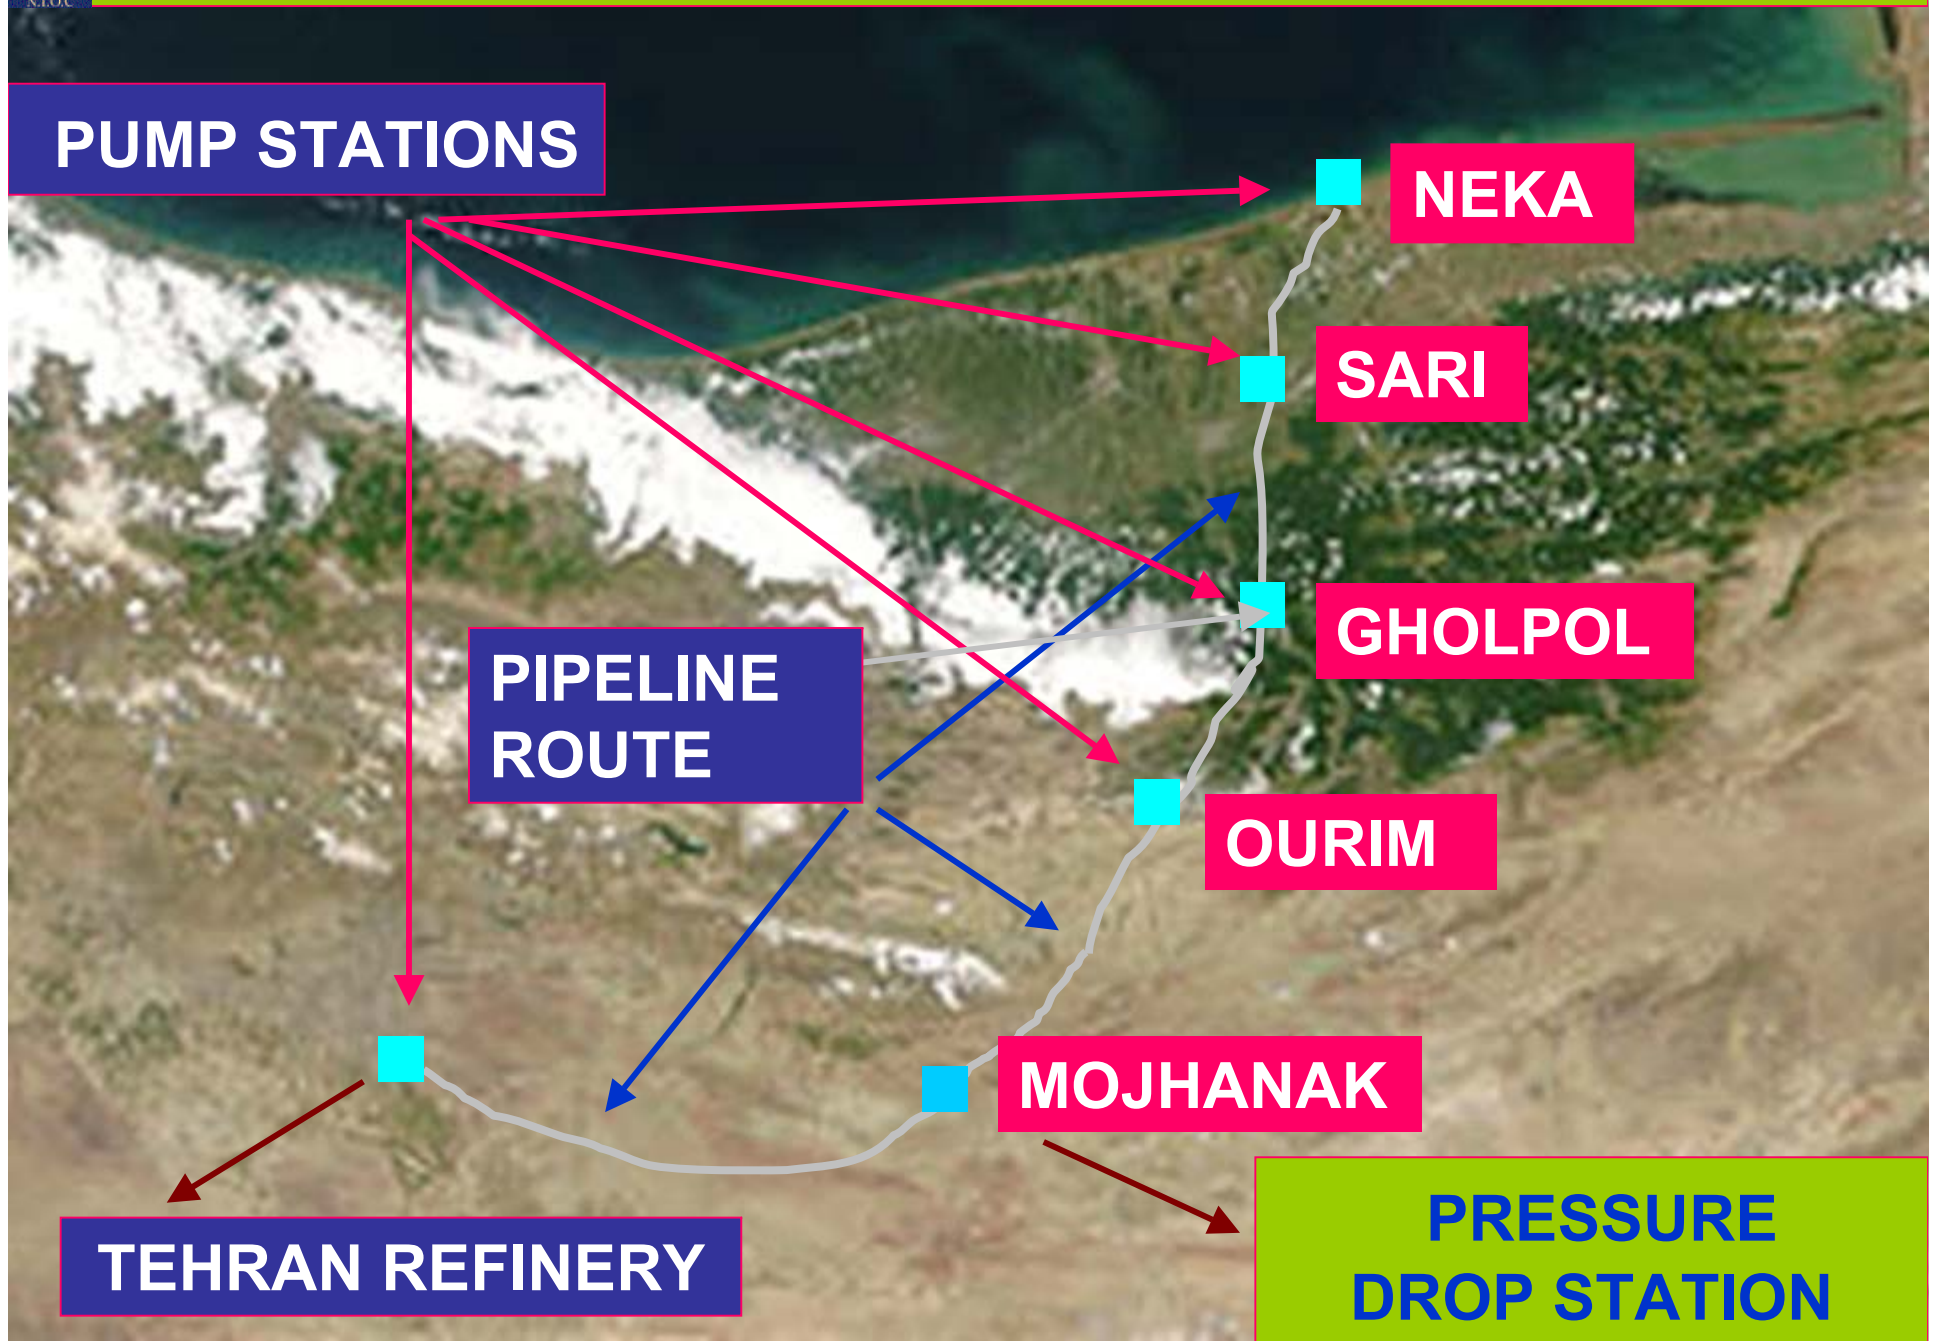 N.I.O.C
PUMP STATIONS
NEKA
SARI
GHOLPOL
PIPELINE
ROUTE
OURIM
MOJHANAK
PRESSURE
DROP STATION
TEHRAN REFINERY